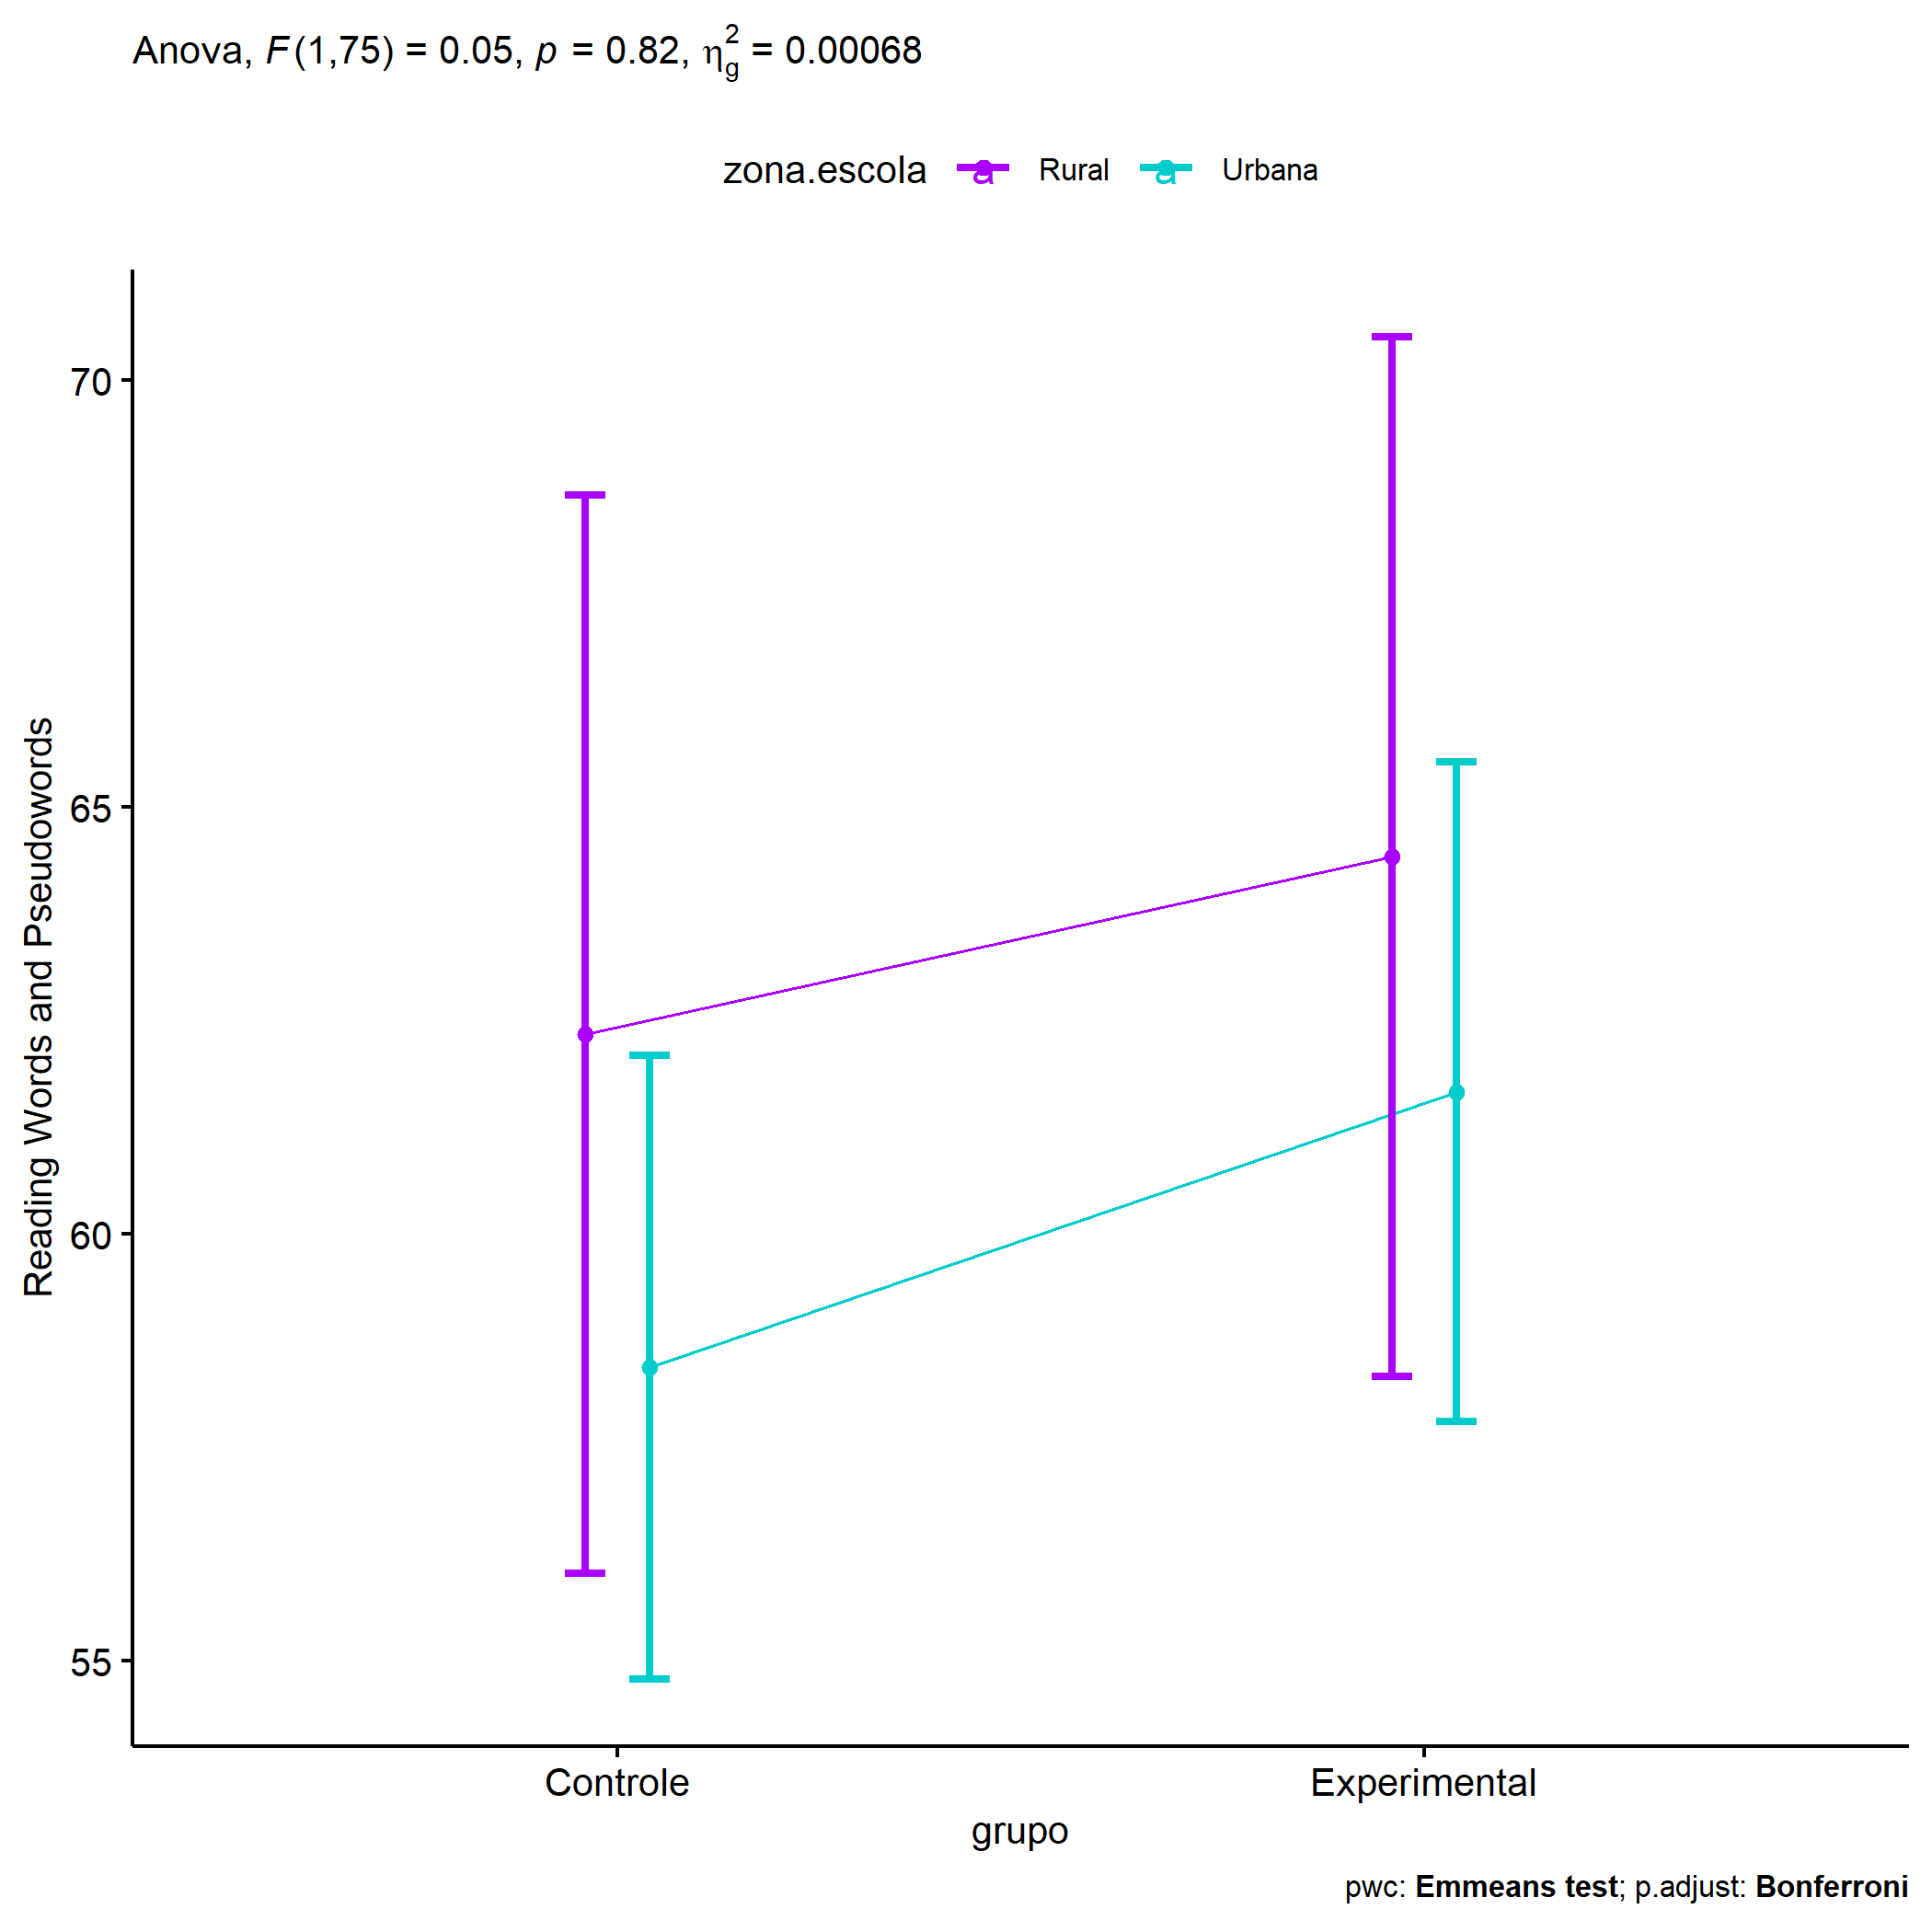 Anova, F(1,75) = 0.05, p = 0.82, η²g = 0.00068
zona.escola a Rural a Urbana
70
65
60
55
Reading Words and Pseudowords
Controle Experimental
grupo
pwc: Emmeans test; p.adjust: Bonferroni